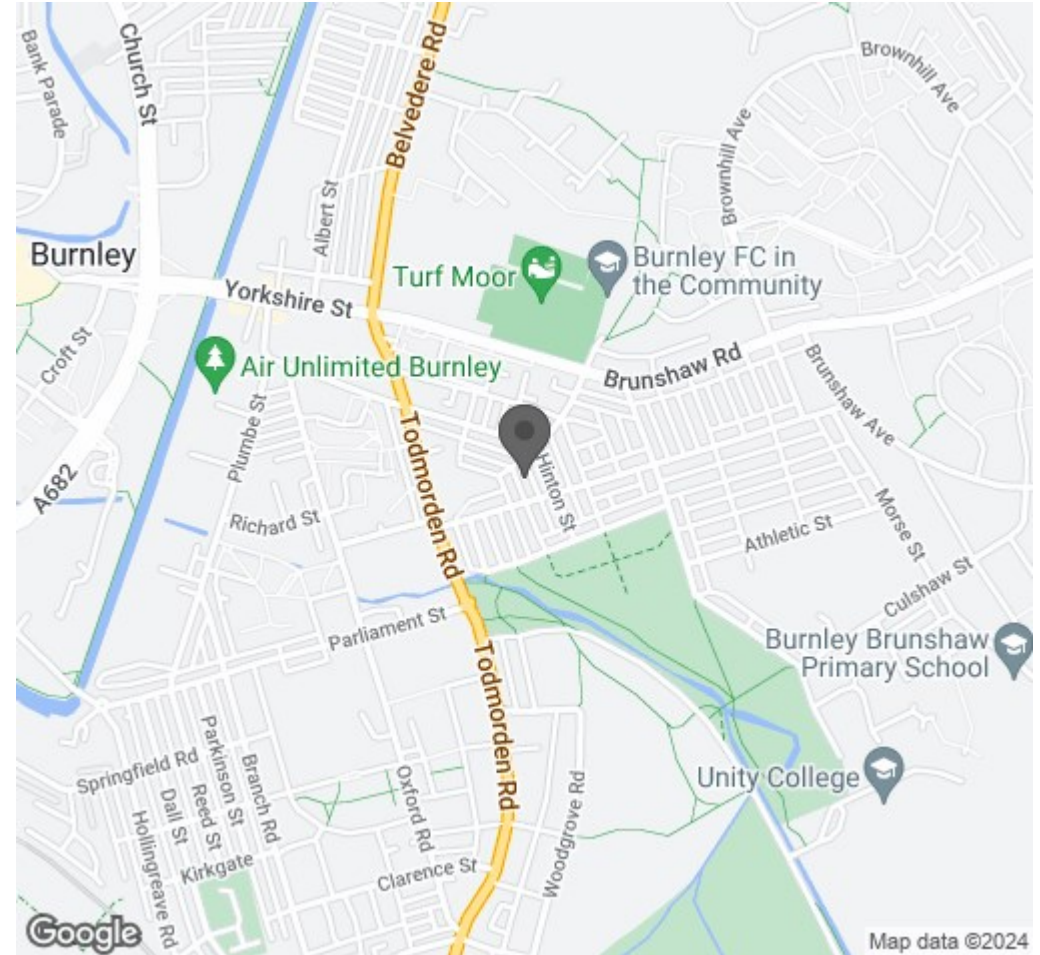 Bank Parade
Church St
Belvedere Rd
Brownhill Ave
Brownhill Ave
Albert St
Burnley
Turf Moor
Burnley FC in
the Community
Yorkshire St
Croft St
Air Unlimited Burnley
Brunshaw Rd
Brunshaw Ave
Plumbe St
Todmorden Rd
Hinton St
A682
Richard St
Athletic St
Morse St
Culshaw St
Parliament St
Burnley Brunshaw
Primary School
Todmorden Rd
Springfield Rd
Parkinson St
Branch Rd
Reed St
Dall St
Hollingreave Rd
Oxford Rd
Woodgrove Rd
Unity College
Kirkgate
Clarence St
Google
Map data ©2024